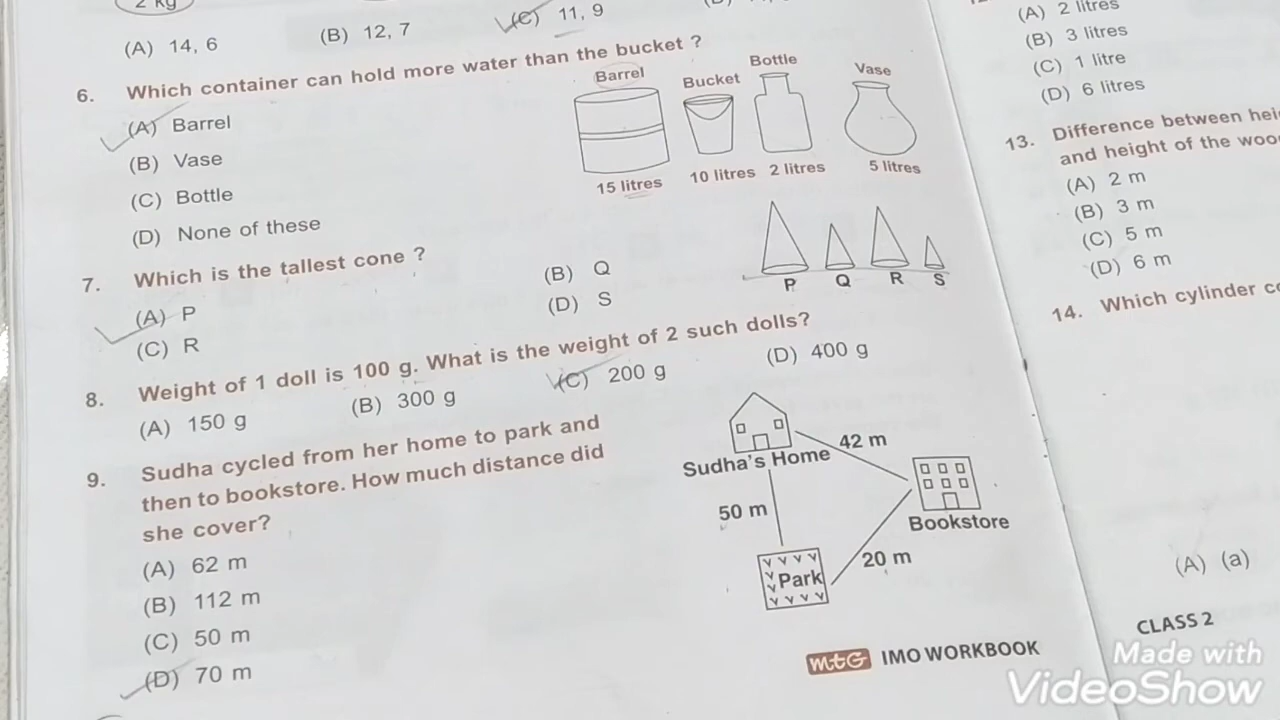 2 kg
(A) 14, 6
(B) 12, 7
(C) 11, 9
6. Which container can hold more water than the bucket ?
(A) Barrel
(B) Vase
(C) Bottle
(D) None of these
Barrel
Bucket
Bottle
Vase
15 litres
10 litres
2 litres
5 litres
7. Which is the tallest cone ?
(A) P
(B) Q
(C) R
(D) S
P Q R S
8. Weight of 1 doll is 100 g. What is the weight of 2 such dolls?
(A) 150 g
(B) 300 g
(C) 200 g
(D) 400 g
9. Sudha cycled from her home to park and
then to bookstore. How much distance did
she cover?
(A) 62 m
(B) 112 m
(C) 50 m
(D) 70 m
Sudha's Home
42 m
50 m
Bookstore
Park
20 m
mtG IMO WORKBOOK
(A) 2 litres
(B) 3 litres
(C) 1 litre
(D) 6 litres
13. Difference between
and height of the
(A) 2 m
(B) 3 m
(C) 5 m
(D) 6 m
14. Which cylinder
(A) (a)
CLASS 2
Made with
VideoShow